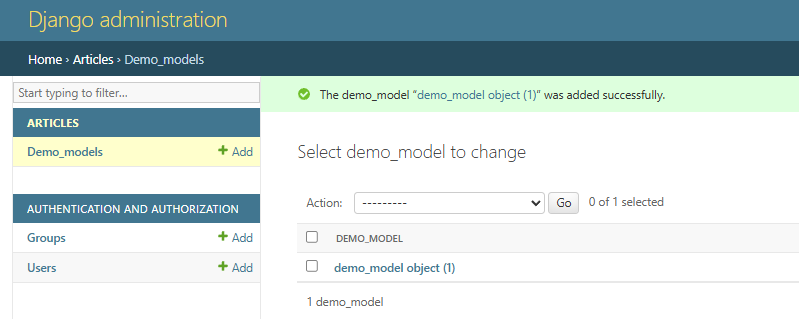 Django administration
Home › Articles › Demo_models
Start typing to filter...
ARTICLES
Demo_models + Add
AUTHENTICATION AND AUTHORIZATION
Groups + Add
Users + Add
The demo_model “demo_model object (1)” was added successfully.
Select demo_model to change
Action: --------- Go 0 of 1 selected
DEMO_MODEL
demo_model object (1)
1 demo_model